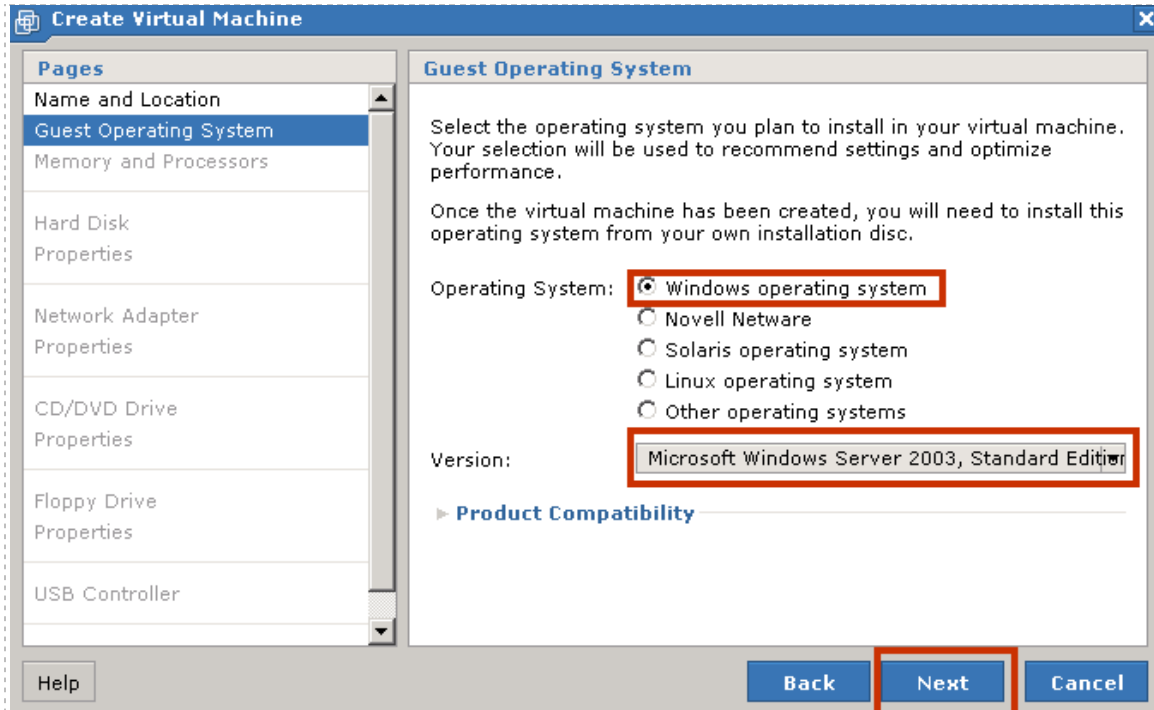 Create Virtual Machine
Pages
Name and Location
Guest Operating System
Memory and Processors
Hard Disk
Properties
Network Adapter
Properties
CD/DVD Drive
Properties
Floppy Drive
Properties
USB Controller
Guest Operating System
Select the operating system you plan to install in your virtual machine.
Your selection will be used to recommend settings and optimize
performance.
Once the virtual machine has been created, you will need to install this
operating system from your own installation disc.
Operating System: Windows operating system
Novell Netware
Solaris operating system
Linux operating system
Other operating systems
Version: Microsoft Windows Server 2003, Standard Edition
Product Compatibility
Help Back Next Cancel